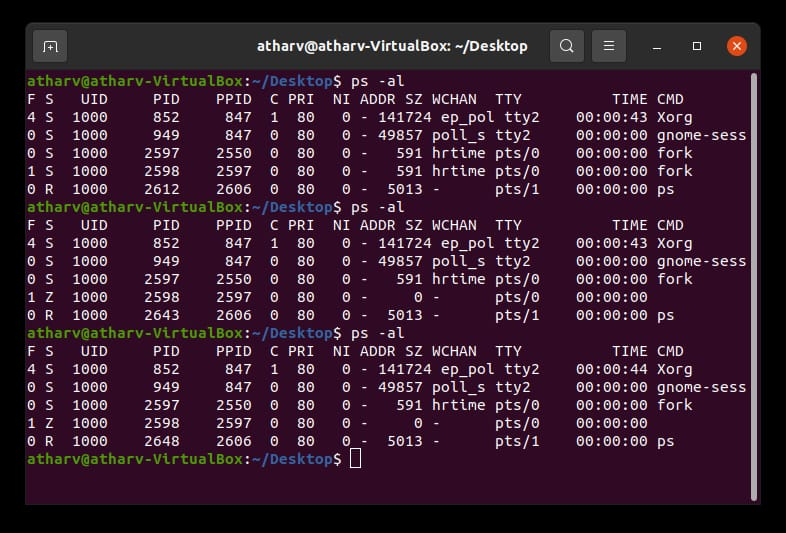 atharv@atharv-VirtualBox: ~/Desktop
atharv@atharv-VirtualBox:~/Desktop$ ps -al
F S   UID     PID    PPID  C PRI  NI ADDR SZ WCHAN  TTY          TIME CMD
4 S  1000     852     847  1  80   0 - 141724 ep_pol tty2    00:00:43 Xorg
0 S  1000     949     847  0  80   0 - 49857 poll_s tty2     00:00:00 gnome-sess
0 S  1000    2597    2550  0  80   0 -   591 hrtime pts/0    00:00:00 fork
1 S  1000    2598    2597  0  80   0 -   591 hrtime pts/0    00:00:00 fork
0 R  1000    2612    2606  0  80   0 -  5013 -      pts/1    00:00:00 ps
atharv@atharv-VirtualBox:~/Desktop$ ps -al
F S   UID     PID    PPID  C PRI  NI ADDR SZ WCHAN  TTY          TIME CMD
4 S  1000     852     847  1  80   0 - 141724 ep_pol tty2    00:00:43 Xorg
0 S  1000     949     847  0  80   0 - 49857 poll_s tty2     00:00:00 gnome-sess
0 S  1000    2597    2550  0  80   0 -   591 hrtime pts/0    00:00:00 fork
1 Z  1000    2598    2597  0  80   0 -     0 -      pts/0    00:00:00
0 R  1000    2643    2606  0  80   0 -  5013 -      pts/1    00:00:00 ps
atharv@atharv-VirtualBox:~/Desktop$ ps -al
F S   UID     PID    PPID  C PRI  NI ADDR SZ WCHAN  TTY          TIME CMD
4 S  1000     852     847  1  80   0 - 141724 ep_pol tty2    00:00:44 Xorg
0 S  1000     949     847  0  80   0 - 49857 poll_s tty2     00:00:00 gnome-sess
0 S  1000    2597    2550  0  80   0 -   591 hrtime pts/0    00:00:00 fork
1 Z  1000    2598    2597  0  80   0 -     0 -      pts/0    00:00:00
0 R  1000    2648    2606  0  80   0 -  5013 -      pts/1    00:00:00 ps
atharv@atharv-VirtualBox:~/Desktop$